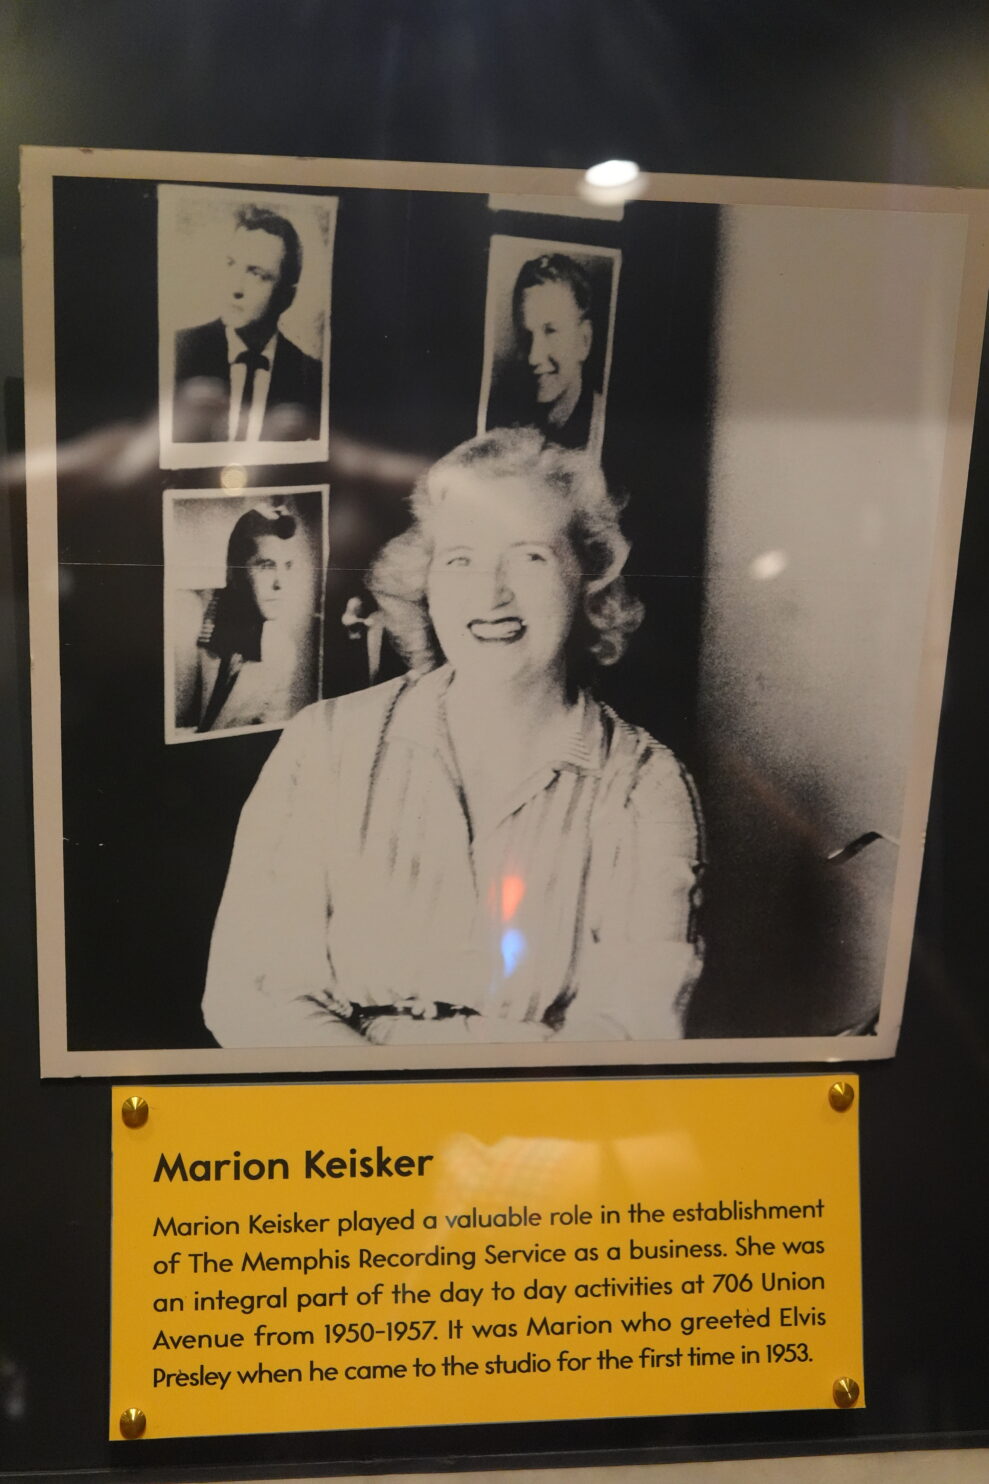 Marion Keisker
Marion Keisker played a valuable role in the establishment
of The Memphis Recording Service as a business. She was
an integral part of the day to day activities at 706 Union
Avenue from 1950-1957. It was Marion who greeted Elvis
Presley when he came to the studio for the first time in 1953.